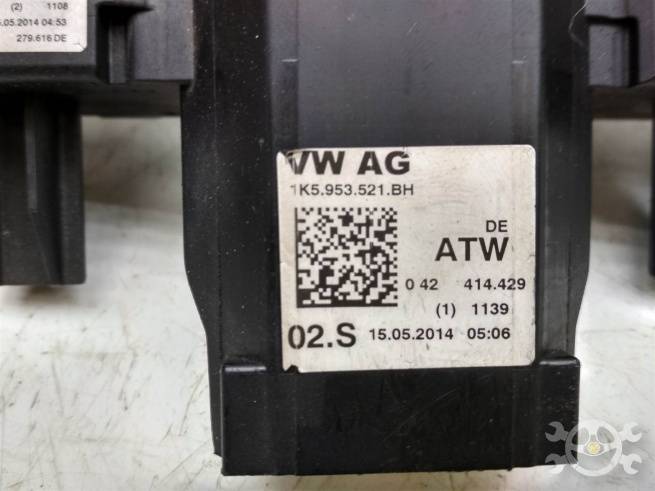 (2) 1108
.05.2014 04:53
279.616 DE
VW AG
1K5.953.521.BH
DE
ATW
0 42 414.429
(1) 1139
02.S 15.05.2014 05:06